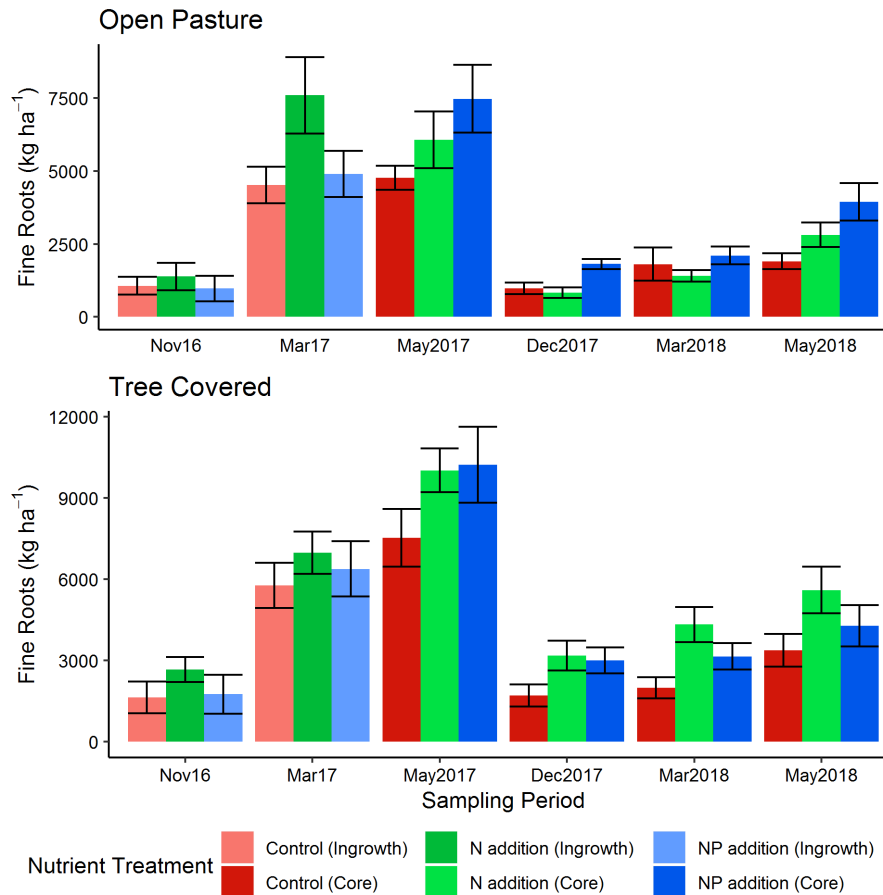 Open Pasture
Fine Roots (kg ha⁻¹)
7500
5000
2500
0
Nov16 Mar17 May2017 Dec2017 Mar2018 May2018
Tree Covered
Fine Roots (kg ha⁻¹)
12000
9000
6000
3000
0
Nov16 Mar17 May2017 Dec2017 Mar2018 May2018
Sampling Period
Nutrient Treatment
Control (Ingrowth) N addition (Ingrowth) NP addition (Ingrowth)
Control (Core) N addition (Core) NP addition (Core)